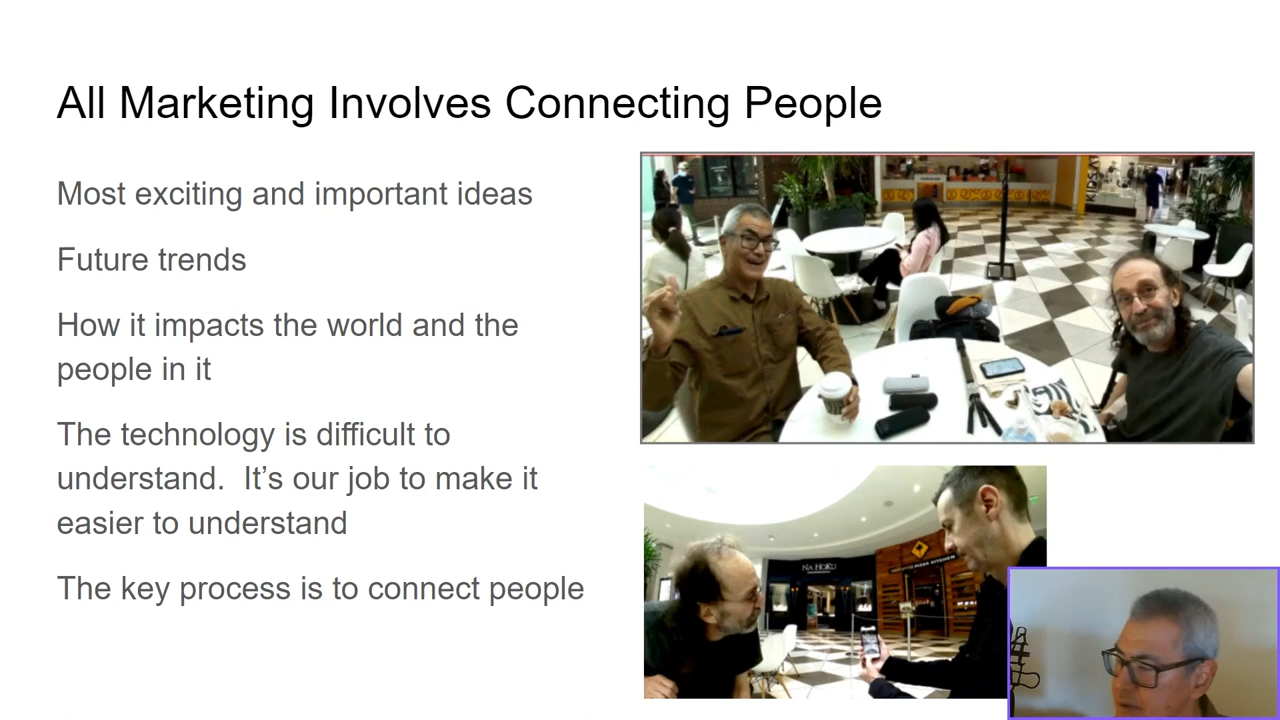 All Marketing Involves Connecting People
Most exciting and important ideas
Future trends
How it impacts the world and the
people in it
The technology is difficult to
understand.  It’s our job to make it
easier to understand
The key process is to connect people
NA HOKU
PIZZA KITCHEN